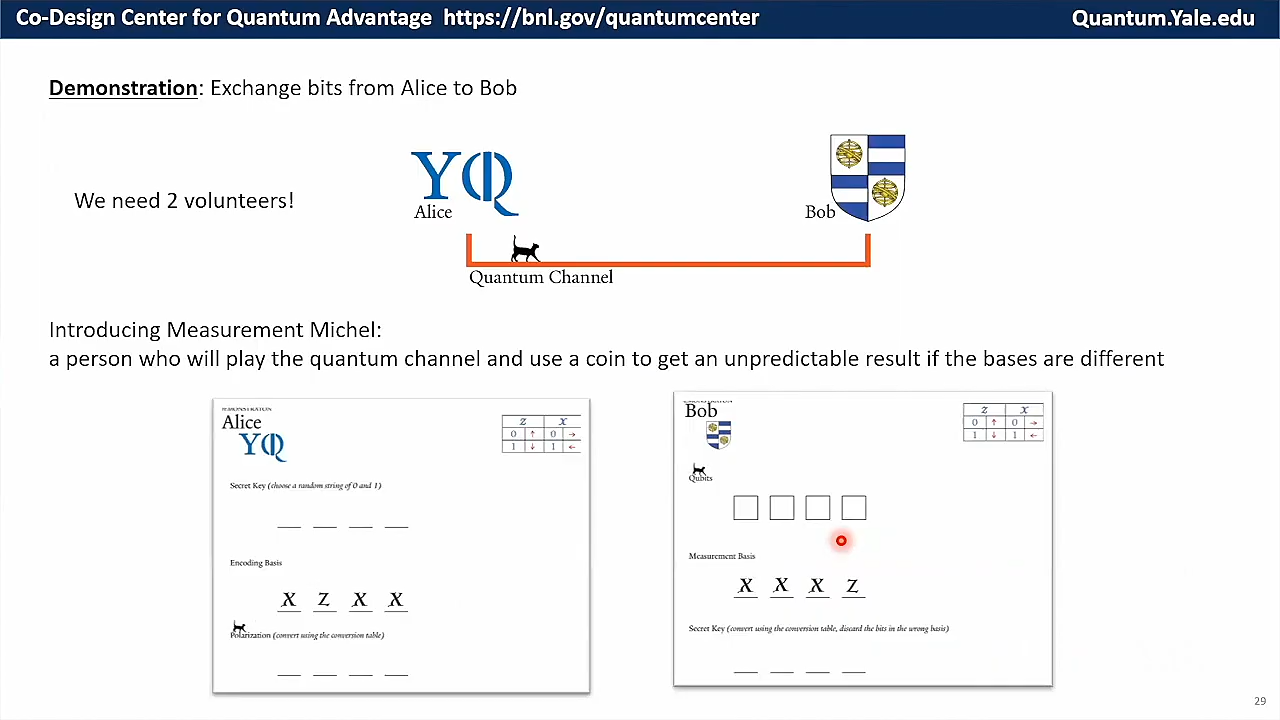 Co-Design Center for Quantum Advantage https://bnl.gov/quantumcenter
Quantum.Yale.edu
Demonstration: Exchange bits from Alice to Bob
We need 2 volunteers!
YQ
Alice
Bob
Quantum Channel
Introducing Measurement Michel:
a person who will play the quantum channel and use a coin to get an unpredictable result if the bases are different
Alice
YQ
Z X
0 ↑ 0 →
1 ↓ 1 ←
Secret Key (choose a random string of 0 and 1)
Encoding Basis
X Z X X
Polarization (convert using the conversion table)
Bob
Z X
0 ↑ 0 →
1 ↓ 1 ←
Qubits
Measurement Basis
X X X Z
Secret Key (convert using the conversion table, discard the bits in the wrong basis)
29